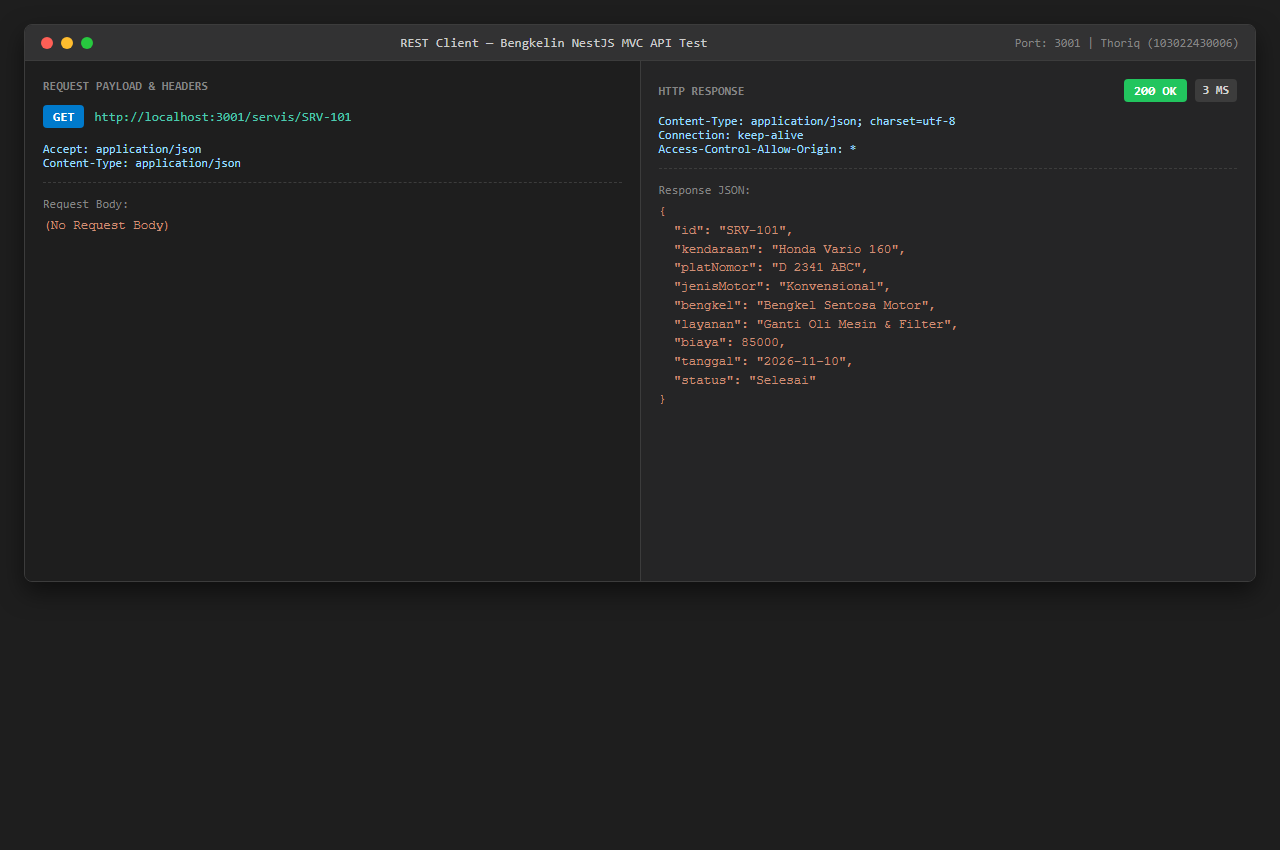 REST Client — Bengkelin NestJS MVC API Test
Port: 3001 | Thoriq (103022430006)
REQUEST PAYLOAD & HEADERS
GET http://localhost:3001/servis/SRV-101
Accept: application/json
Content-Type: application/json
Request Body:
(No Request Body)
HTTP RESPONSE
200 OK
3 MS
Content-Type: application/json; charset=utf-8
Connection: keep-alive
Access-Control-Allow-Origin: *
Response JSON:
{
  "id": "SRV-101",
  "kendaraan": "Honda Vario 160",
  "platNomor": "D 2341 ABC",
  "jenisMotor": "Konvensional",
  "bengkel": "Bengkel Sentosa Motor",
  "layanan": "Ganti Oli Mesin & Filter",
  "biaya": 85000,
  "tanggal": "2026-11-10",
  "status": "Selesai"
}